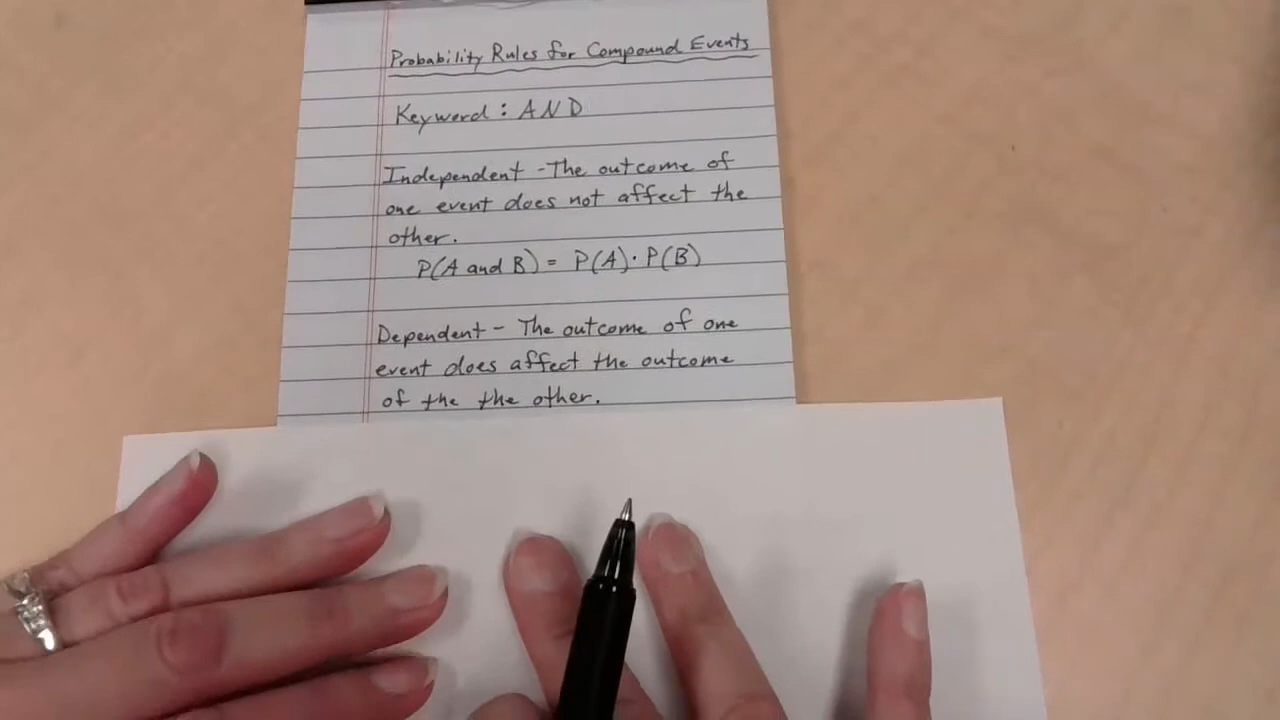 Probability Rules for Compound Events
Keyword : AND
Independent - The outcome of
one event does not affect the
other.
P(A and B) = P(A) · P(B)
Dependent - The outcome of one
event does affect the outcome
of the the other.